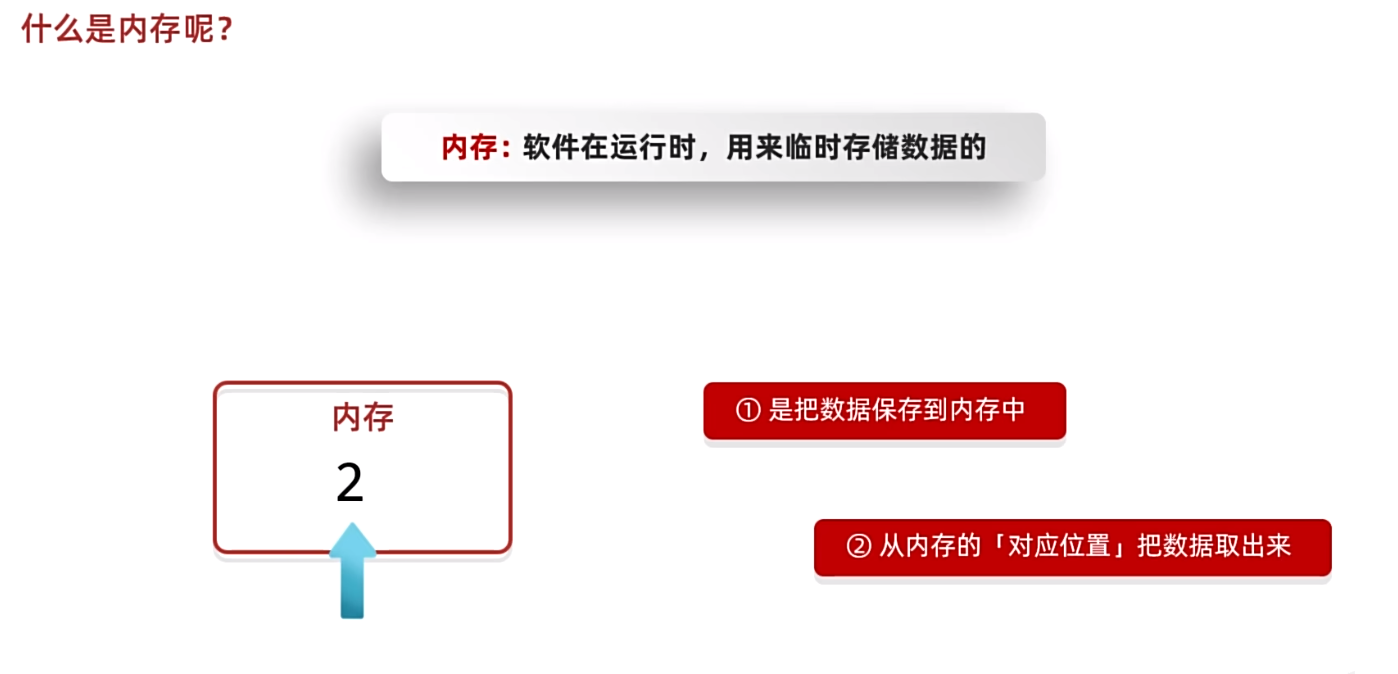 什么是内存呢?
内存：软件在运行时，用来临时存储数据的
内存
2
① 是把数据保存到内存中
② 从内存的「对应位置」把数据取出来